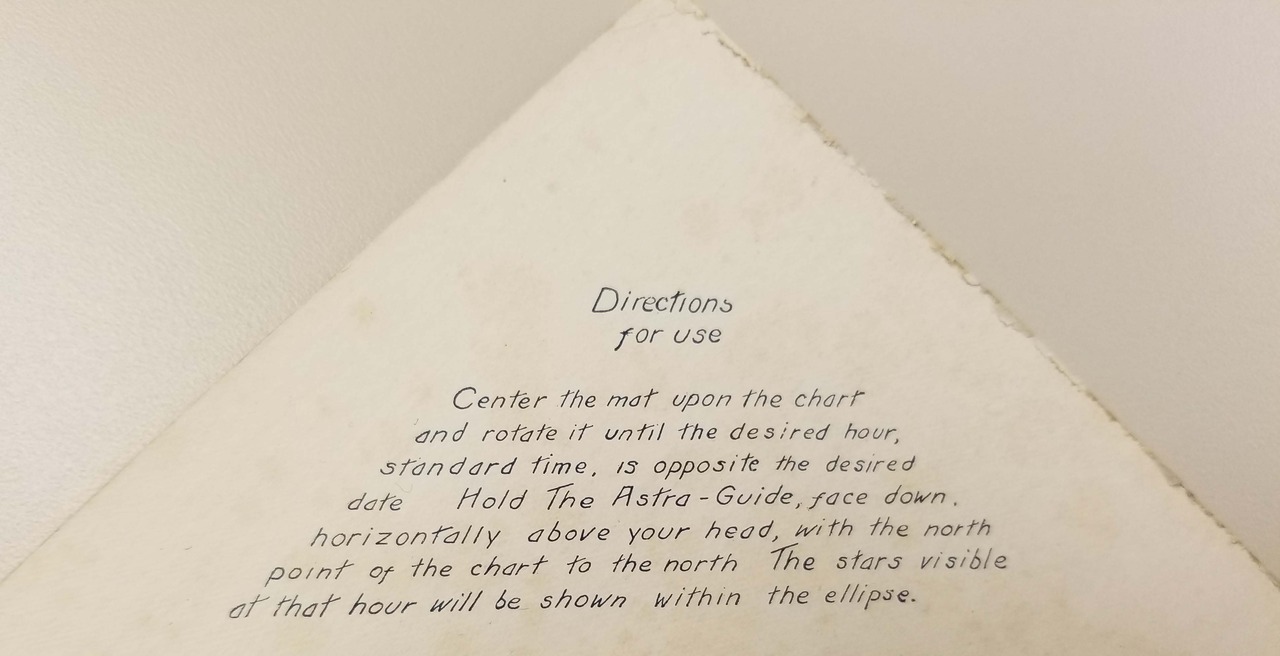 Directions
for use
Center the mat upon the chart
and rotate it until the desired hour,
standard time, is opposite the desired
date Hold The Astra-Guide, face down.
horizontally above your head, with the north
point of the chart to the north The stars visible
at that hour will be shown within the ellipse.